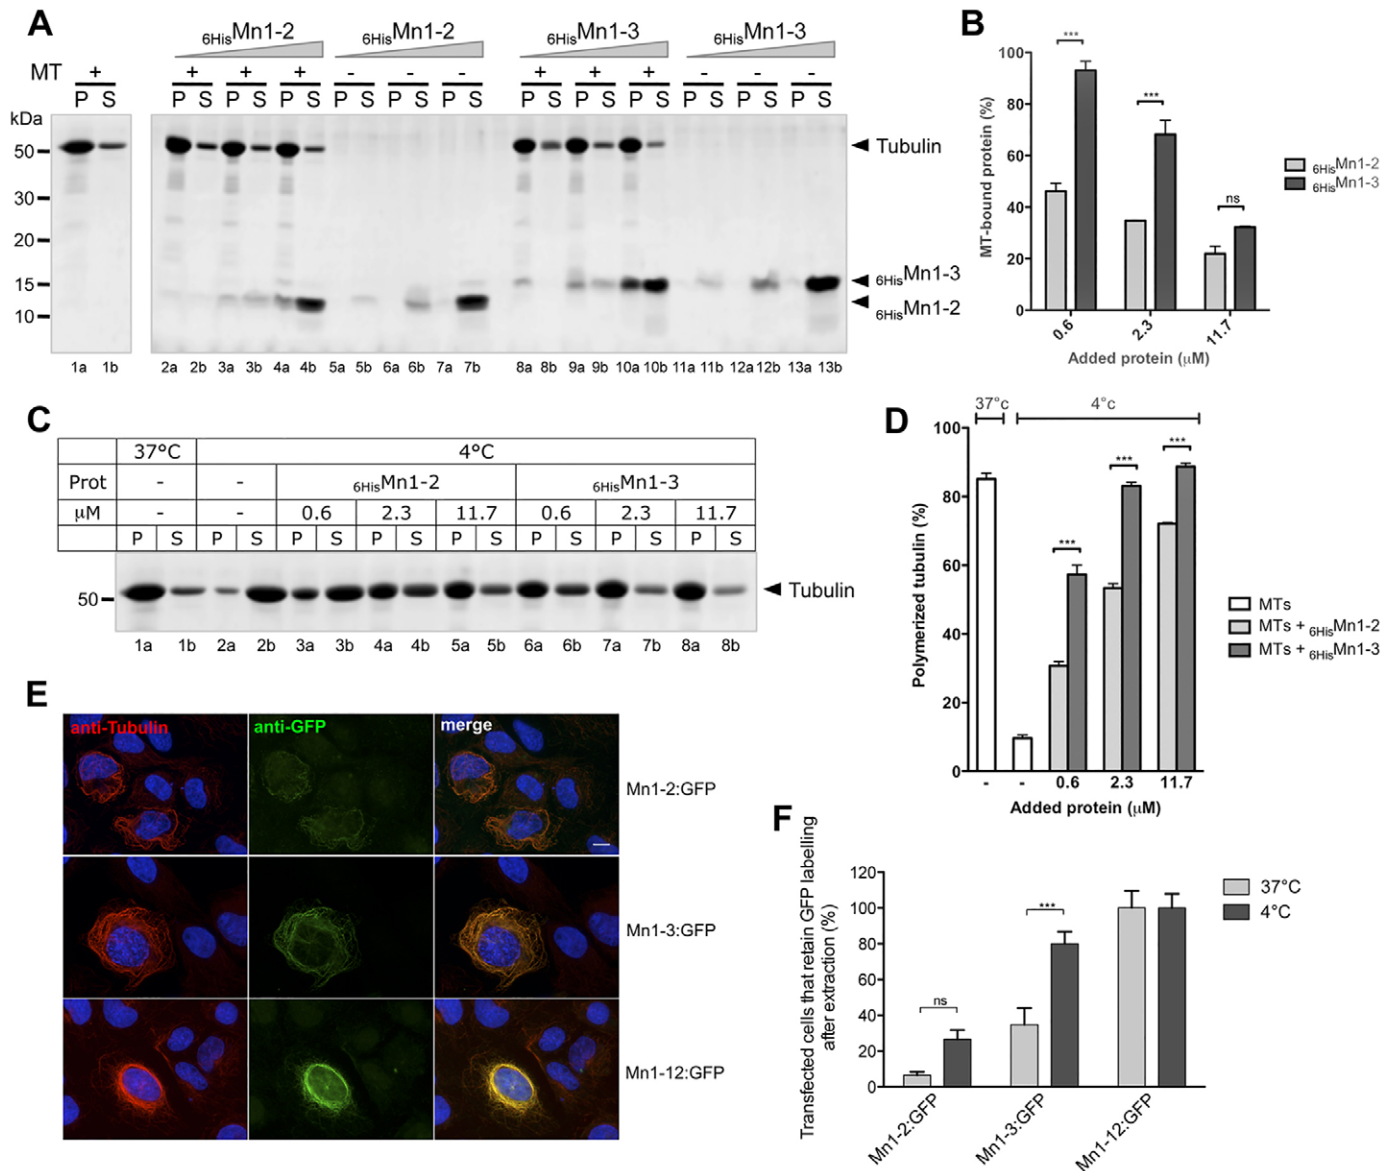 A
6HisMn1-2 6HisMn1-2 6HisMn1-3 6HisMn1-3
MT + + + + - - - + + + - - -
P S P S P S P S P S P S P S P S P S P S P S P S P S
kDa
50
30
20
15
10
Tubulin
6HisMn1-3
6HisMn1-2
1a 1b 2a 2b 3a 3b 4a 4b 5a 5b 6a 6b 7a 7b 8a 8b 9a 9b 10a 10b 11a 11b 12a 12b 13a 13b
B
MT-bound protein (%)
100
80
60
40
20
0
***
***
ns
0.6 2.3 11.7
Added protein (µM)
6HisMn1-2
6HisMn1-3
C
37°C 4°C
Prot - - 6HisMn1-2 6HisMn1-3
µM - - 0.6 2.3 11.7 0.6 2.3 11.7
P S P S P S P S P S P S P S P S
50
Tubulin
1a 1b 2a 2b 3a 3b 4a 4b 5a 5b 6a 6b 7a 7b 8a 8b
D
37°c 4°c
Polymerized tubulin (%)
100
80
60
40
20
0
***
***
***
- - 0.6 2.3 11.7
Added protein (µM)
MTs
MTs + 6HisMn1-2
MTs + 6HisMn1-3
E
anti-Tubulin anti-GFP merge
Mn1-2:GFP
Mn1-3:GFP
Mn1-12:GFP
F
Transfected cells that retain GFP labelling
after extraction (%)
120
100
80
60
40
20
0
ns
***
Mn1-2:GFP Mn1-3:GFP Mn1-12:GFP
37°C
4°C